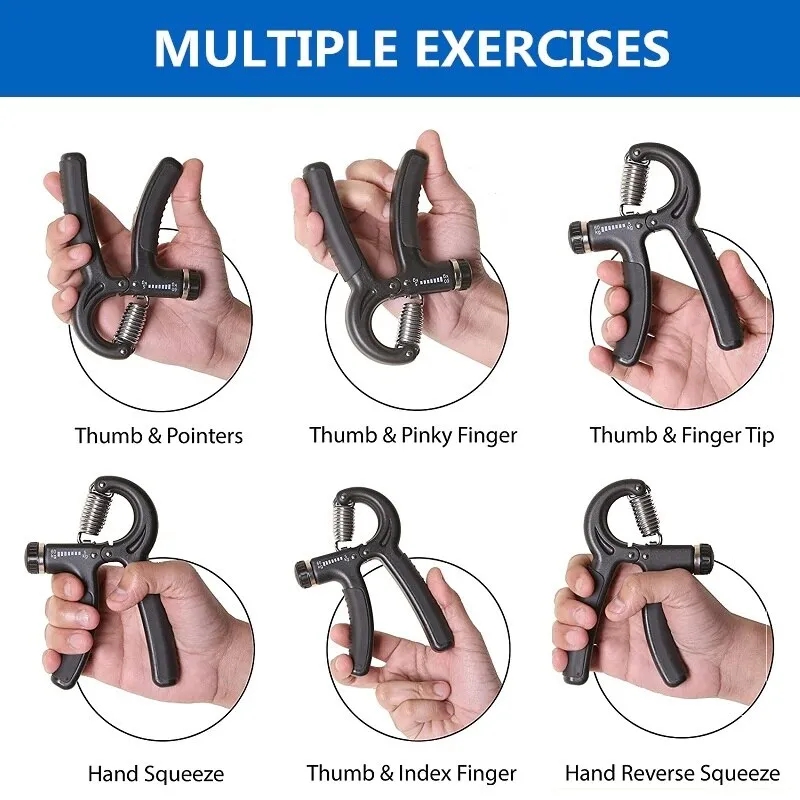 MULTIPLE EXERCISES
Thumb & Pointers
Thumb & Pinky Finger
Thumb & Finger Tip
Hand Squeeze
Thumb & Index Finger
Hand Reverse Squeeze